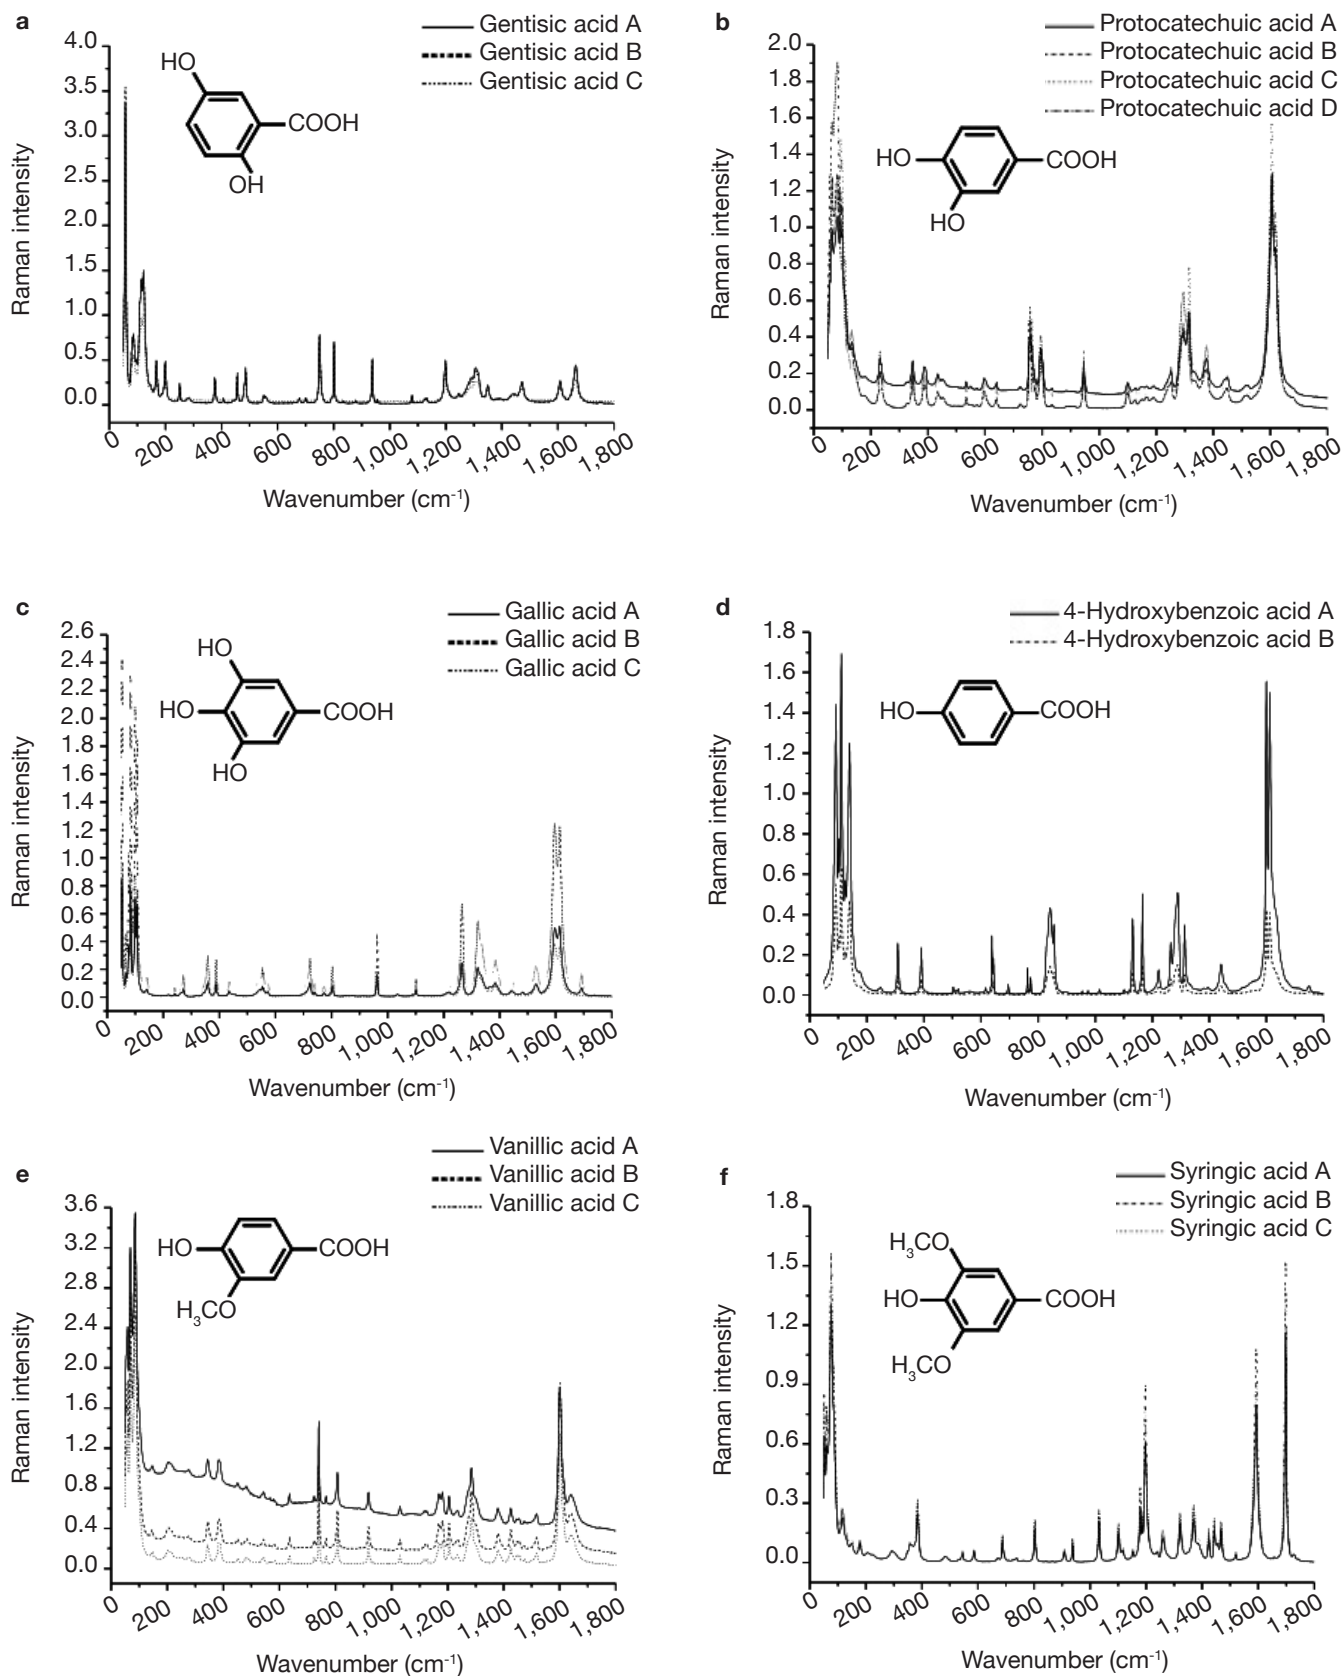 a
Gentisic acid A
Gentisic acid B
Gentisic acid C
4.0
3.5
3.0
2.5
2.0
1.5
1.0
0.5
0.0
Raman intensity
HO
COOH
OH
0 200 400 600 800 1,000 1,200 1,400 1,600 1,800
Wavenumber (cm-1)
b
Protocatechuic acid A
Protocatechuic acid B
Protocatechuic acid C
Protocatechuic acid D
2.0
1.8
1.6
1.4
1.2
1.0
0.8
0.6
0.4
0.2
0.0
Raman intensity
HO
COOH
HO
0 200 400 600 800 1,000 1,200 1,400 1,600 1,800
Wavenumber (cm-1)
c
Gallic acid A
Gallic acid B
Gallic acid C
2.6
2.4
2.2
2.0
1.8
1.6
1.4
1.2
1.0
0.8
0.6
0.4
0.2
0.0
Raman intensity
HO
HO
COOH
HO
0 200 400 600 800 1,000 1,200 1,400 1,600 1,800
Wavenumber (cm-1)
d
4-Hydroxybenzoic acid A
4-Hydroxybenzoic acid B
1.8
1.6
1.4
1.2
1.0
0.8
0.6
0.4
0.2
0.0
Raman intensity
HO
COOH
0 200 400 600 800 1,000 1,200 1,400 1,600 1,800
Wavenumber (cm-1)
e
Vanillic acid A
Vanillic acid B
Vanillic acid C
3.6
3.2
2.8
2.4
2.0
1.6
1.2
0.8
0.4
0.0
Raman intensity
HO
COOH
H3CO
0 200 400 600 800 1,000 1,200 1,400 1,600 1,800
Wavenumber (cm-1)
f
Syringic acid A
Syringic acid B
Syringic acid C
1.8
1.5
1.2
0.9
0.6
0.3
0.0
Raman intensity
H3CO
HO
COOH
H3CO
0 200 400 600 800 1,000 1,200 1,400 1,600 1,800
Wavenumber (cm-1)